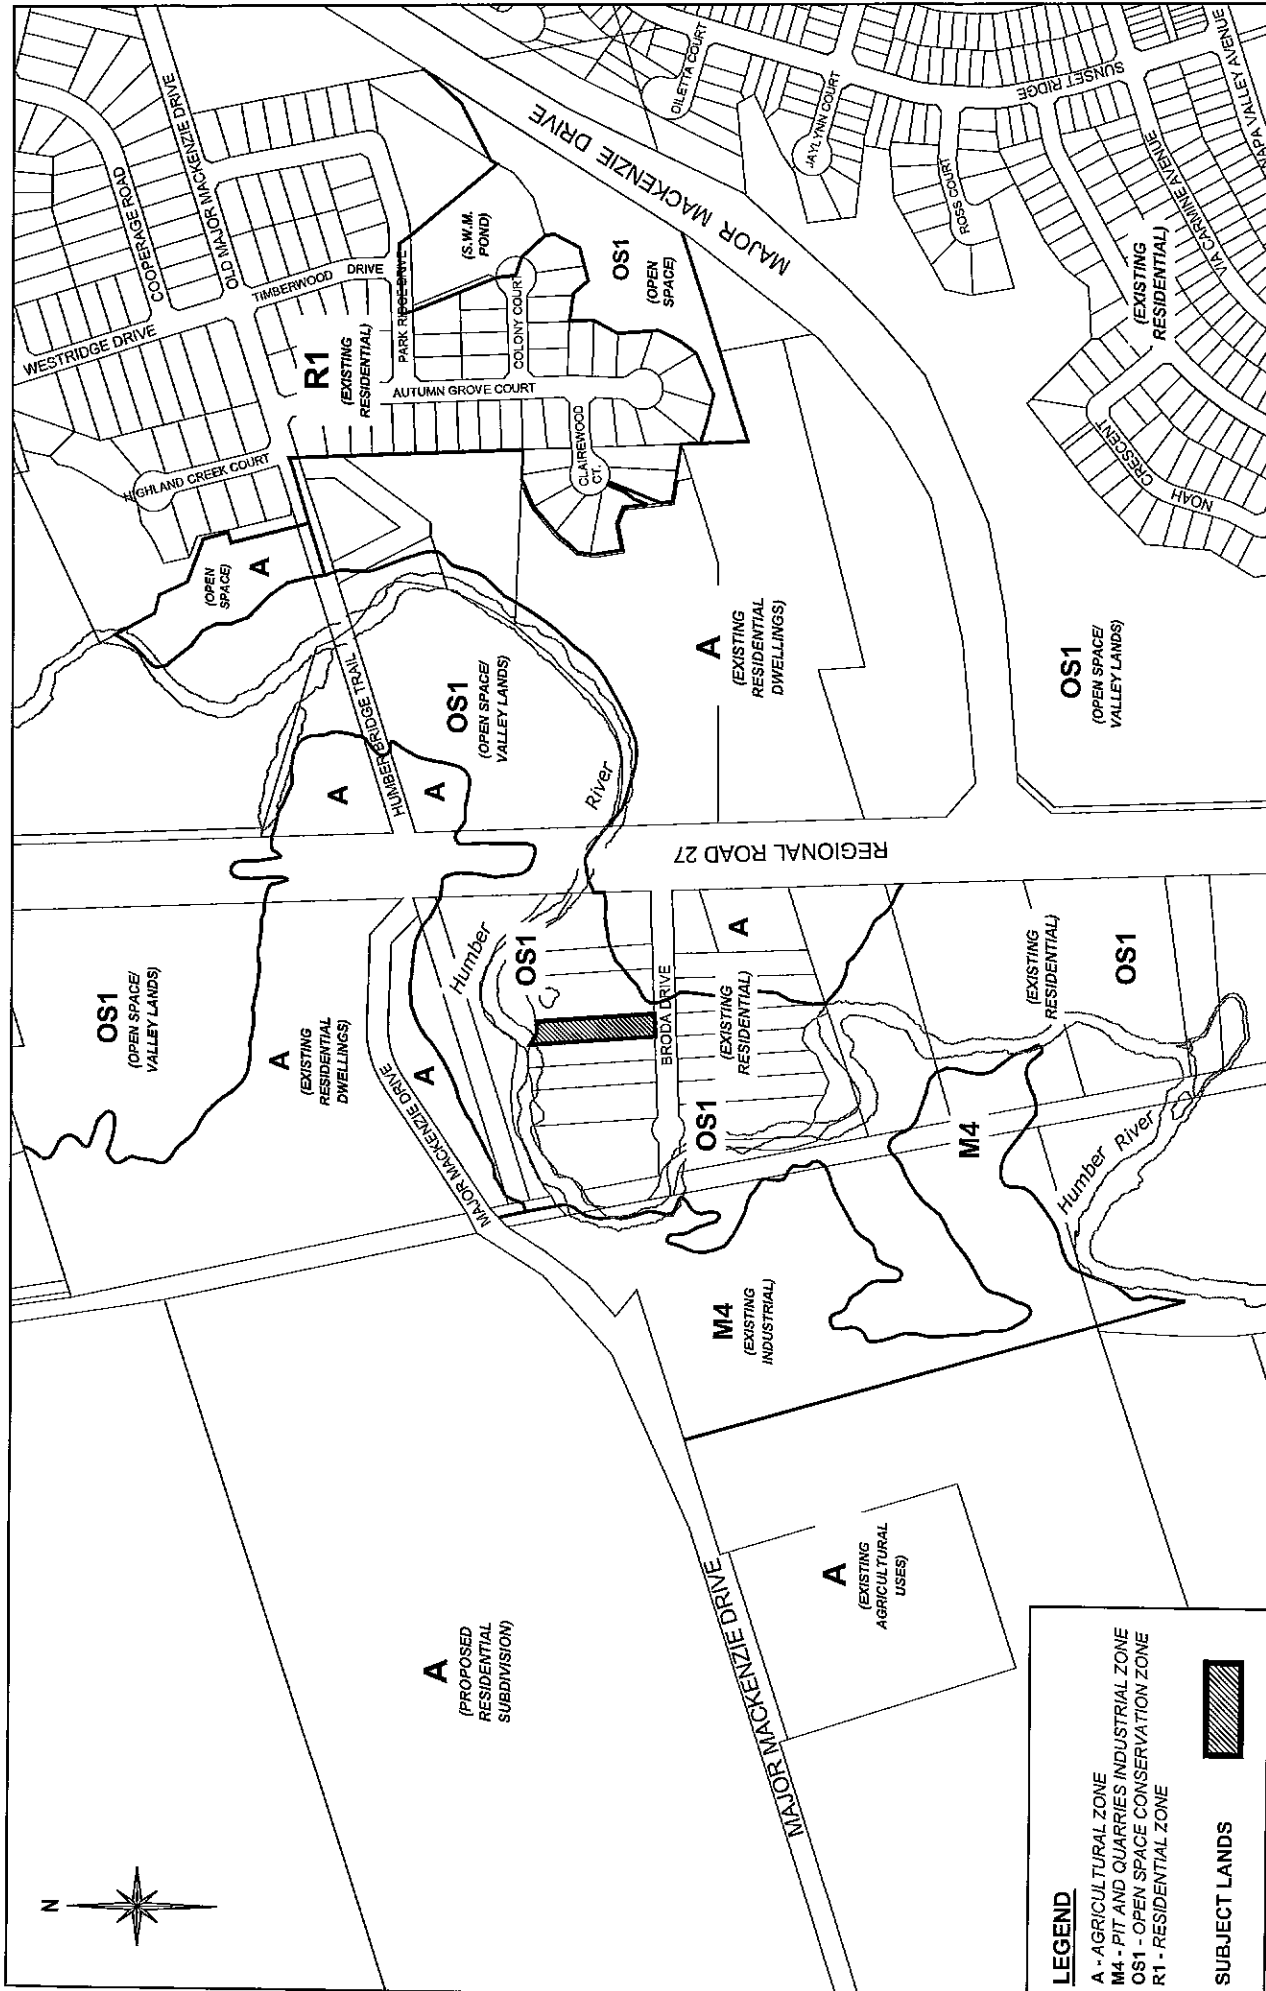 N
WESTRIDGE DRIVE
COOPERAGE ROAD
OLD MAJOR MACKENZIE DRIVE
TIMBERWOOD DRIVE
HIGHLAND CREEK COURT
R1
(EXISTING
RESIDENTIAL)
PARK RIDGE DRIVE
AUTUMN GROVE COURT
COLONY COURT
CLAIREWOOD
CT.
(S.W.M.
POND)
OS1
(OPEN
SPACE)
MAJOR MACKENZIE DRIVE
DILETTA COURT
JAYLYNN COURT
ROSS COURT
SUNSET RIDGE
VIA CARMINE AVENUE
NAPA VALLEY AVENUE
(EXISTING
RESIDENTIAL)
NOAH
CRESCENT
A
(OPEN
SPACE)
HUMBER BRIDGE TRAIL
A
A
OS1
(OPEN SPACE/
VALLEY LANDS)
River
A
(EXISTING
RESIDENTIAL
DWELLINGS)
OS1
(OPEN SPACE/
VALLEY LANDS)
REGIONAL ROAD 27
OS1
(OPEN SPACE/
VALLEY LANDS)
A
(EXISTING
RESIDENTIAL
DWELLINGS)
MAJOR MACKENZIE DRIVE
A
Humber
OS1
BRODA DRIVE
A
(EXISTING
RESIDENTIAL)
OS1
(EXISTING
RESIDENTIAL)
OS1
M4
Humber River
M4
(EXISTING
INDUSTRIAL)
A
(PROPOSED
RESIDENTIAL
SUBDIVISION)
MAJOR MACKENZIE DRIVE
A
(EXISTING
AGRICULTURAL
USES)
LEGEND
A - AGRICULTURAL ZONE
M4 - PIT AND QUARRIES INDUSTRIAL ZONE
OS1 - OPEN SPACE CONSERVATION ZONE
R1 - RESIDENTIAL ZONE
SUBJECT LANDS